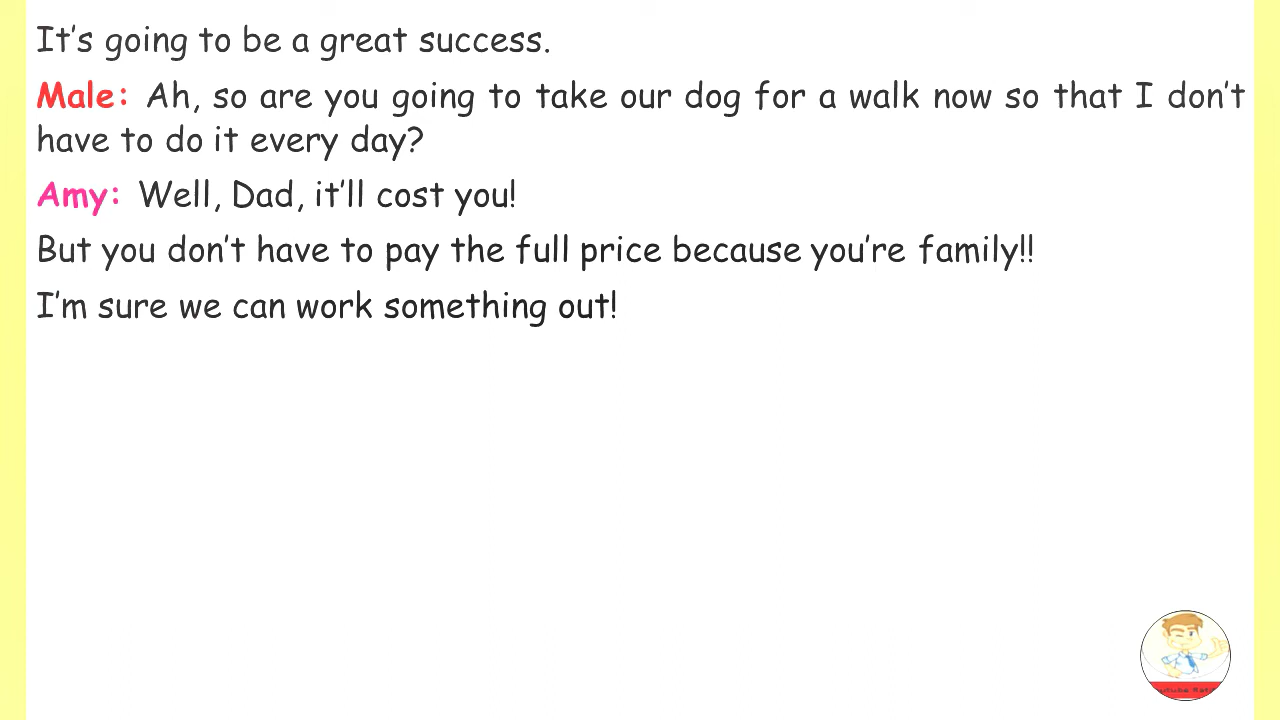 It's going to be a great success.
Male: Ah, so are you going to take our dog for a walk now so that I don't
have to do it every day?
Amy: Well, Dad, it'll cost you!
But you don't have to pay the full price because you're family!!
I'm sure we can work something out!